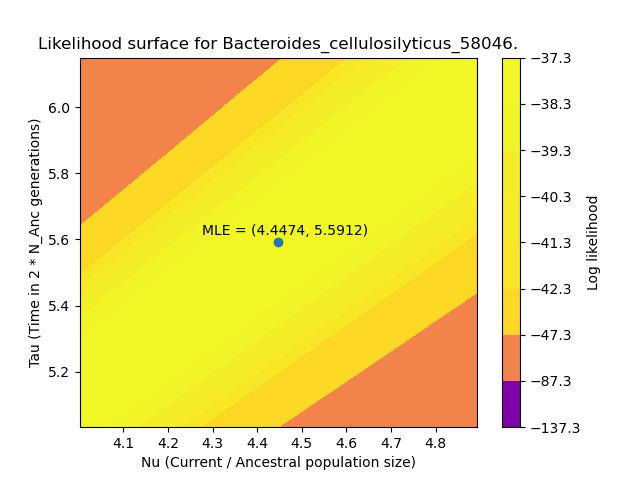 Likelihood surface for Bacteroides_cellulosilyticus_58046.
MLE = (4.4474, 5.5912)
6.0
5.8
5.6
5.4
5.2
Tau (Time in 2 * N_Anc generations)
4.1 4.2 4.3 4.4 4.5 4.6 4.7 4.8
Nu (Current / Ancestral population size)
−37.3
−38.3
−39.3
−40.3
−41.3
−42.3
−47.3
−87.3
−137.3
Log likelihood